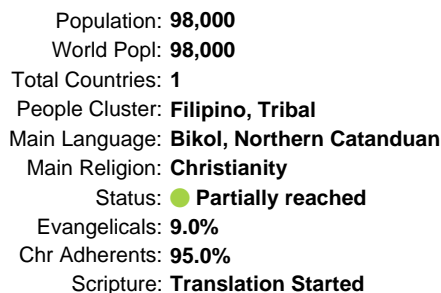 Population: 98,000
World Popl: 98,000
Total Countries: 1
People Cluster: Filipino, Tribal
Main Language: Bikol, Northern Catanduan
Main Religion: Christianity
Status: Partially reached
Evangelicals: 9.0%
Chr Adherents: 95.0%
Scripture: Translation Started